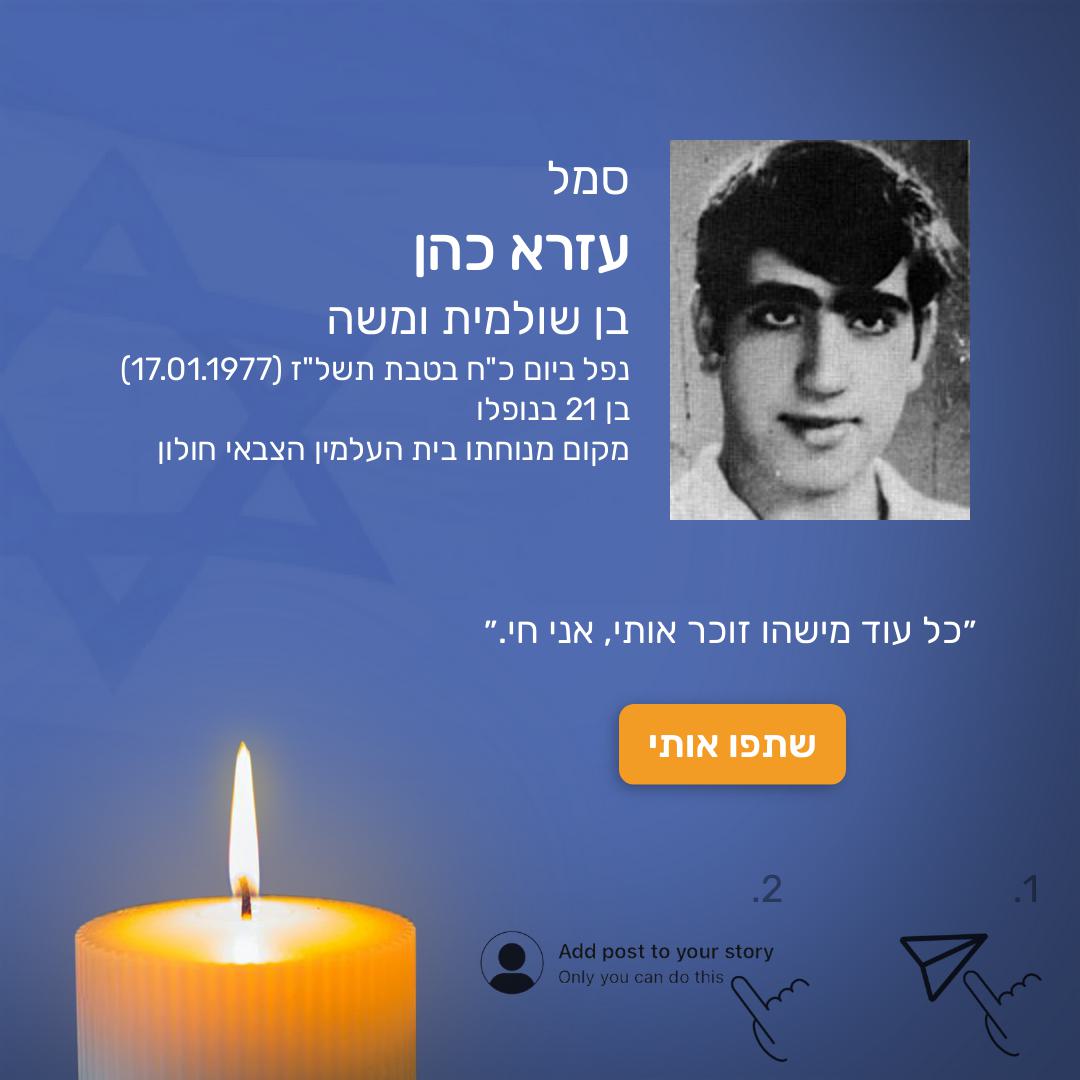 סמל
עזרא כהן
בן שולמית ומשה
נפל ביום כ"ח בטבת תשל"ז (17.01.1977)
בן 21 בנופלו
מקום מנוחתו בית העלמין הצבאי חולון
״כל עוד מישהו זוכר אותי, אני חי.״
שתפו אותי
1.
2.
Add post to your story
Only you can do this